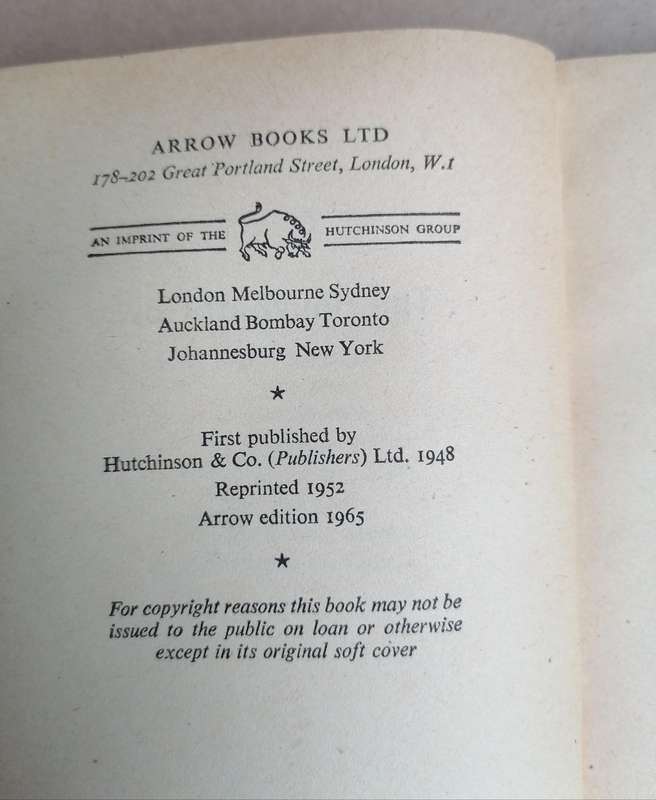 ARROW BOOKS LTD
178–202 Great Portland Street, London, W.1
AN IMPRINT OF THE HUTCHINSON GROUP
London Melbourne Sydney
Auckland Bombay Toronto
Johannesburg New York
★
First published by
Hutchinson & Co. (Publishers) Ltd. 1948
Reprinted 1952
Arrow edition 1965
★
For copyright reasons this book may not be
issued to the public on loan or otherwise
except in its original soft cover